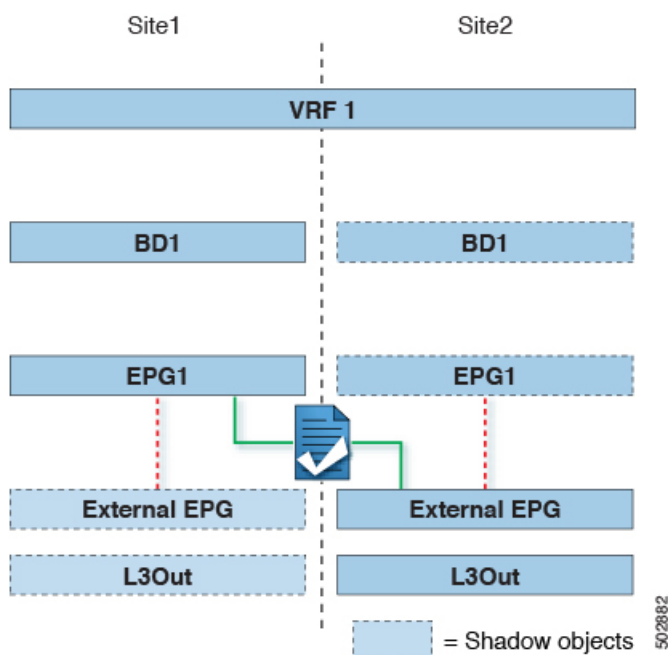 Site1 Site2
VRF 1
BD1 BD1
EPG1 EPG1
External EPG External EPG
L3Out L3Out
= Shadow objects
502882